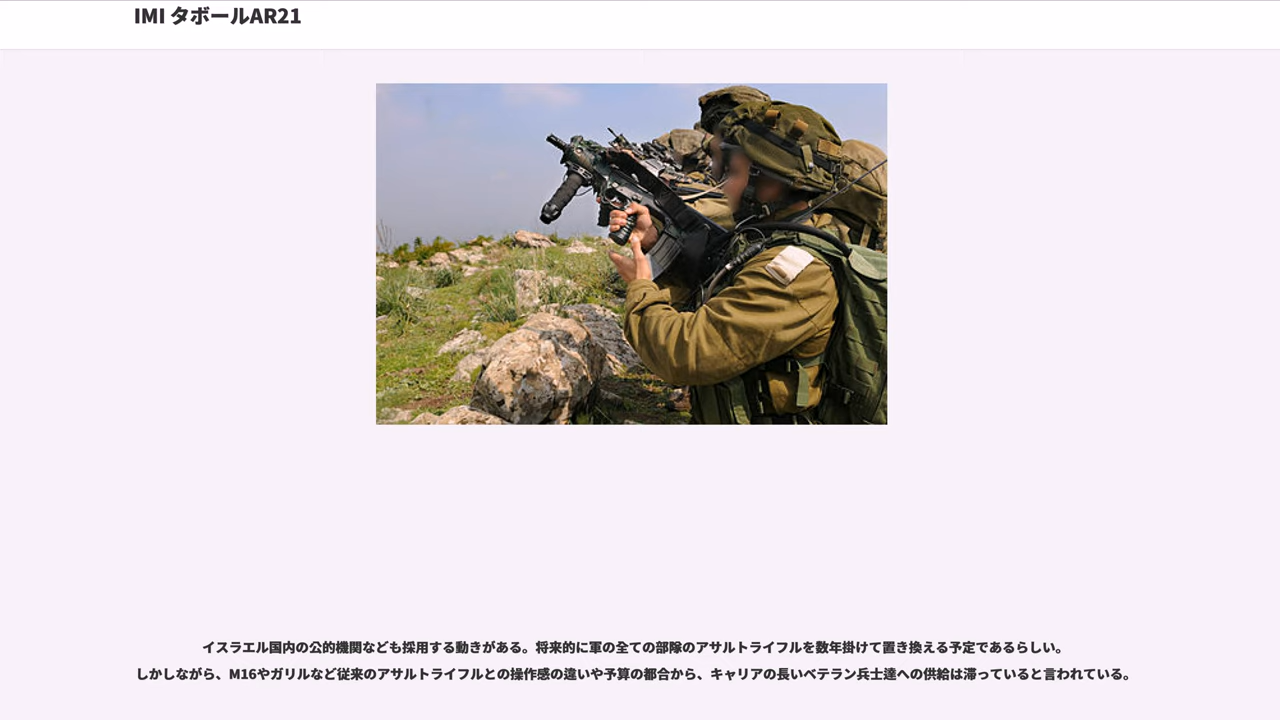 IMI タボールAR21
イスラエル国内の公的機関なども採用する動きがある。将来的に軍の全ての部隊のアサルトライフルを数年掛けて置き換える予定であるらしい。
しかしながら、M16やガリルなど従来のアサルトライフルとの操作感の違いや予算の都合から、キャリアの長いベテラン兵士達への供給は滞っていると言われている。